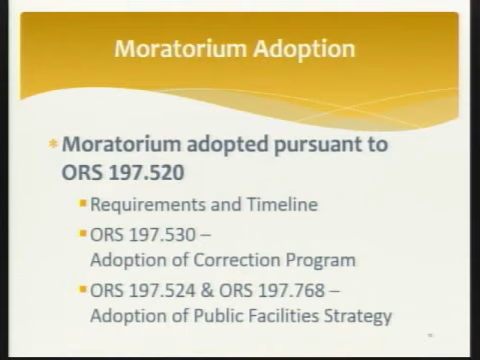 Moratorium Adoption
Moratorium adopted pursuant to
ORS 197.520
Requirements and Timeline
ORS 197.530 –
Adoption of Correction Program
ORS 197.524 & ORS 197.768 –
Adoption of Public Facilities Strategy